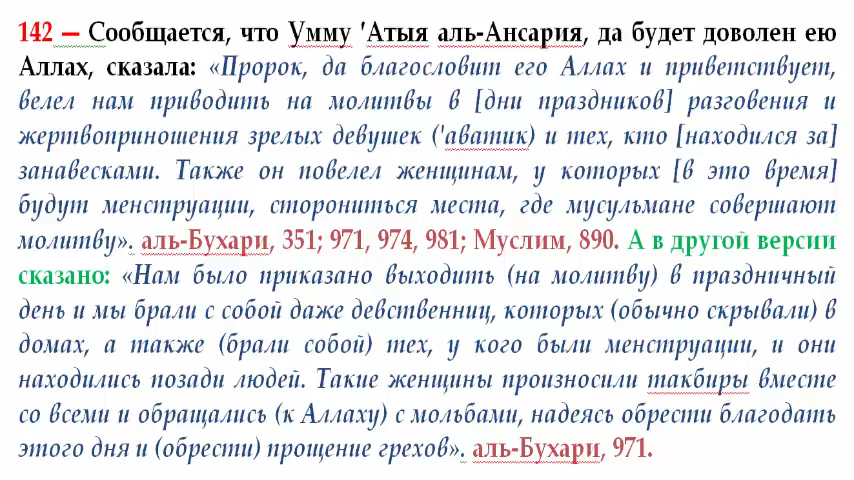 142 — Сообщается, что Умму 'Атыя аль-Ансария, да будет доволен ею
Аллах, сказала: «Пророк, да благословит его Аллах и приветствует,
велел нам приводить на молитвы в [дни праздников] разговения и
жертвоприношения зрелых девушек ('аватик) и тех, кто [находился за]
занавесками. Также он повелел женщинам, у которых [в это время]
будут менструации, сторониться места, где мусульмане совершают
молитву». аль-Бухари, 351; 971, 974, 981; Муслим, 890. А в другой версии
сказано: «Нам было приказано выходить (на молитву) в праздничный
день и мы брали с собой даже девственниц, которых (обычно скрывали) в
домах, а также (брали собой) тех, у кого были менструации, и они
находились позади людей. Такие женщины произносили такбиры вместе
со всеми и обращались (к Аллаху) с мольбами, надеясь обрести благодать
этого дня и (обрести) прощение грехов». аль-Бухари, 971.